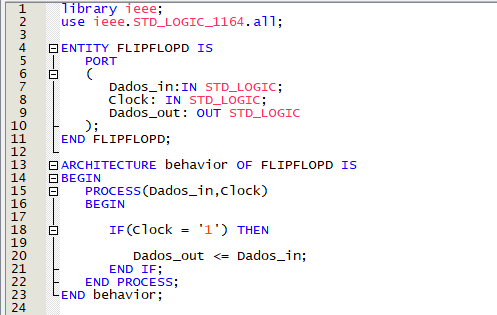 1 library ieee;
2 use ieee.STD_LOGIC_1164.all;
3
4 ENTITY FLIPFLOPD IS
5 PORT
6 (
7 Dados_in:IN STD_LOGIC;
8 Clock: IN STD_LOGIC;
9 Dados_out: OUT STD_LOGIC
10 );
11 END FLIPFLOPD;
12
13 ARCHITECTURE behavior OF FLIPFLOPD IS
14 BEGIN
15 PROCESS(Dados_in,Clock)
16 BEGIN
17
18 IF(Clock = '1') THEN
19
20 Dados_out <= Dados_in;
21 END IF;
22 END PROCESS;
23 END behavior;
24